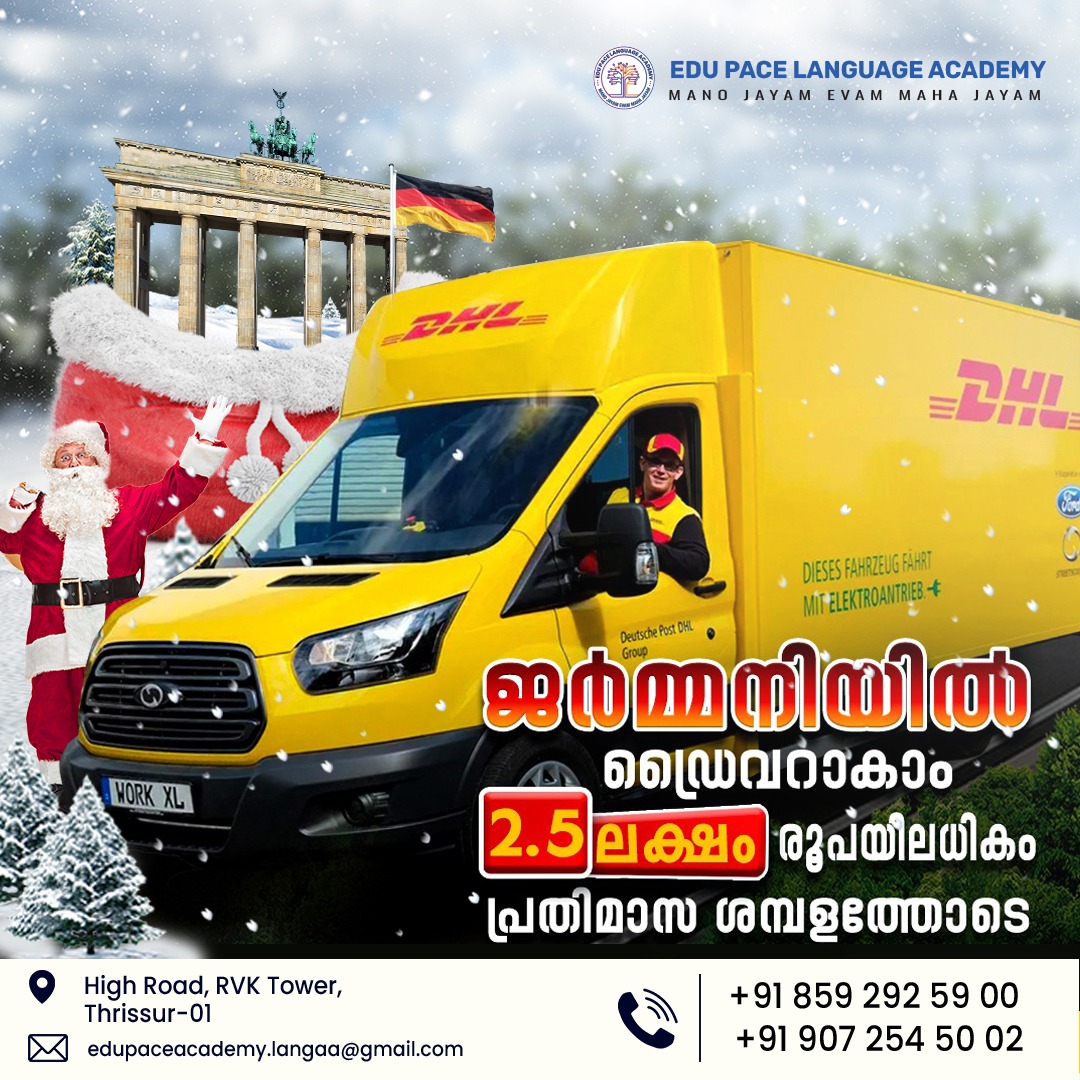 EDU PACE LANGUAGE ACADEMY
MANO JAYAM EVAM MAHA JAYAM
DHL
DHL
Ford
DIESES FAHRZEUG FÄHRT
MIT ELEKTROANTRIEB.
Deutsche Post DHL
Group
WORK XL
ജർമ്മനിയിൽ
ഡ്രൈവറാകാം
2.5 ലക്ഷം രൂപയീലധികം
പ്രതിമാസ ശമ്പളത്തോടെ
High Road, RVK Tower,
Thrissur-01
edupaceacademy.langaa@gmail.com
+91 859 292 59 00
+91 907 254 50 02